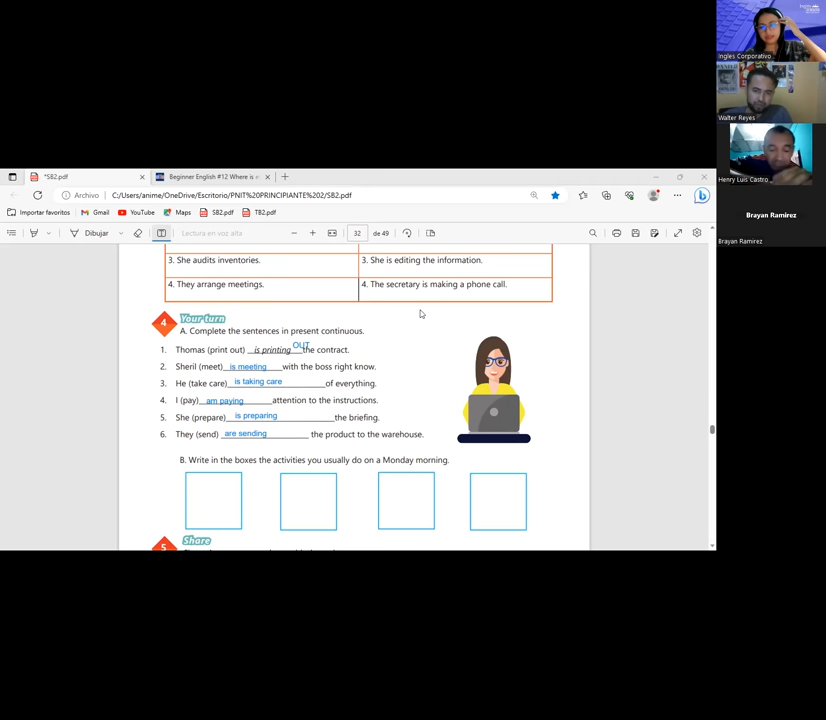 Ingles Corporativo
Walter Reyes
Henry Luis Castro
Brayan Ramirez
Brayan Ramirez
*SB2.pdf
Beginner English #12 Where is
Archivo
C:/Users/anime/OneDrive/Escritorio/PNIT%20PRINCIPIANTE%202/SB2.pdf
Importar favoritos
Gmail
YouTube
Maps
SB2.pdf
TB2.pdf
Dibujar
Lectura en voz alta
32
de 49
3. She audits inventories.
3. She is editing the information.
4. They arrange meetings.
4. The secretary is making a phone call.
4
Your turn
A. Complete the sentences in present continuous.
OUT
1. Thomas (print out) is printing the contract.
2. Sheril (meet) is meeting with the boss right know.
3. He (take care) is taking care of everything.
4. I (pay) am paying attention to the instructions.
5. She (prepare) is preparing the briefing.
6. They (send) are sending the product to the warehouse.
B. Write in the boxes the activities you usually do on a Monday morning.
5
Share